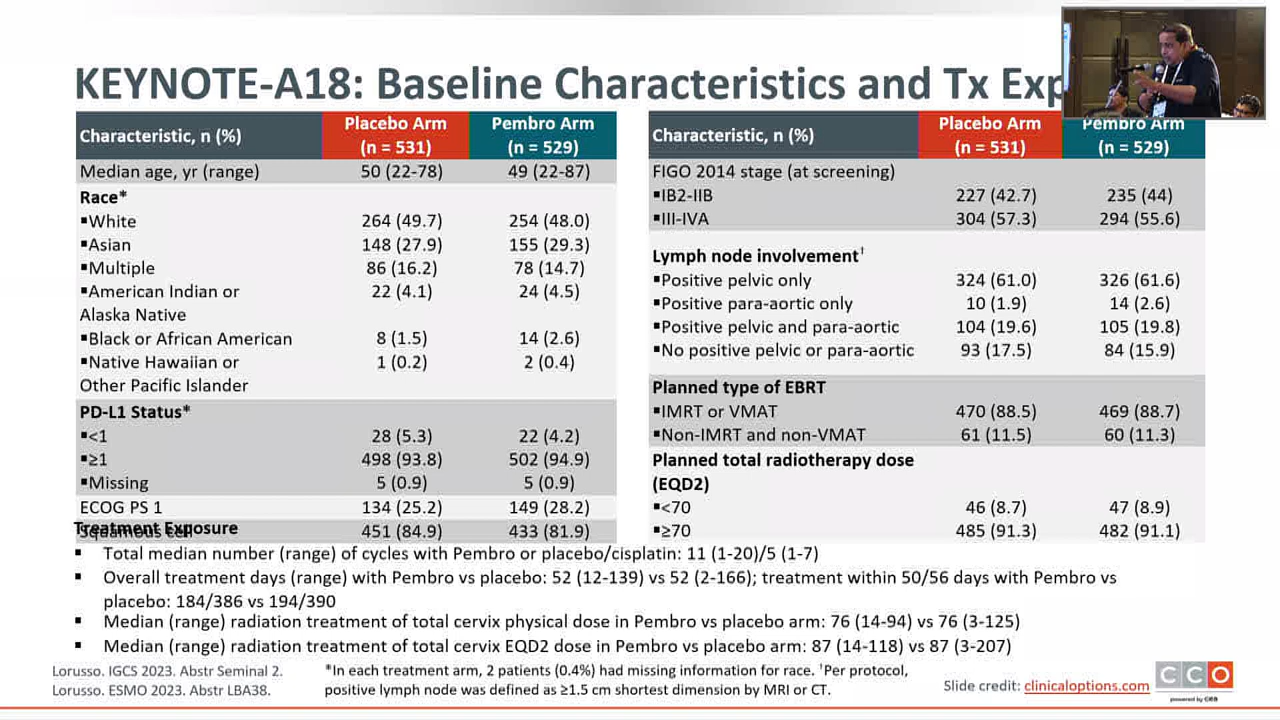 KEYNOTE-A18: Baseline Characteristics and Tx Exp
Characteristic, n (%) Placebo Arm (n = 531) Pembro Arm (n = 529)
Median age, yr (range) 50 (22-78) 49 (22-87)
Race*
▪White 264 (49.7) 254 (48.0)
▪Asian 148 (27.9) 155 (29.3)
▪Multiple 86 (16.2) 78 (14.7)
▪American Indian or 22 (4.1) 24 (4.5)
Alaska Native
▪Black or African American 8 (1.5) 14 (2.6)
▪Native Hawaiian or 1 (0.2) 2 (0.4)
Other Pacific Islander
PD-L1 Status*
▪<1 28 (5.3) 22 (4.2)
▪≥1 498 (93.8) 502 (94.9)
▪Missing 5 (0.9) 5 (0.9)
ECOG PS 1 134 (25.2) 149 (28.2)
Squamous cell 451 (84.9) 433 (81.9)
Characteristic, n (%) Placebo Arm (n = 531) Pembro Arm (n = 529)
FIGO 2014 stage (at screening)
▪IB2-IIB 227 (42.7) 235 (44)
▪III-IVA 304 (57.3) 294 (55.6)
Lymph node involvement†
▪Positive pelvic only 324 (61.0) 326 (61.6)
▪Positive para-aortic only 10 (1.9) 14 (2.6)
▪Positive pelvic and para-aortic 104 (19.6) 105 (19.8)
▪No positive pelvic or para-aortic 93 (17.5) 84 (15.9)
Planned type of EBRT
▪IMRT or VMAT 470 (88.5) 469 (88.7)
▪Non-IMRT and non-VMAT 61 (11.5) 60 (11.3)
Planned total radiotherapy dose
(EQD2)
▪<70 46 (8.7) 47 (8.9)
▪≥70 485 (91.3) 482 (91.1)
Treatment Exposure
▪ Total median number (range) of cycles with Pembro or placebo/cisplatin: 11 (1-20)/5 (1-7)
▪ Overall treatment days (range) with Pembro vs placebo: 52 (12-139) vs 52 (2-166); treatment within 50/56 days with Pembro vs
placebo: 184/386 vs 194/390
▪ Median (range) radiation treatment of total cervix physical dose in Pembro vs placebo arm: 76 (14-94) vs 76 (3-125)
▪ Median (range) radiation treatment of total cervix EQD2 dose in Pembro vs placebo arm: 87 (14-118) vs 87 (3-207)
Lorusso. IGCS 2023. Abstr Seminal 2.
Lorusso. ESMO 2023. Abstr LBA38.
*In each treatment arm, 2 patients (0.4%) had missing information for race. †Per protocol,
positive lymph node was defined as ≥1.5 cm shortest dimension by MRI or CT.
Slide credit: clinicaloptions.com
CCO
powered by CEB